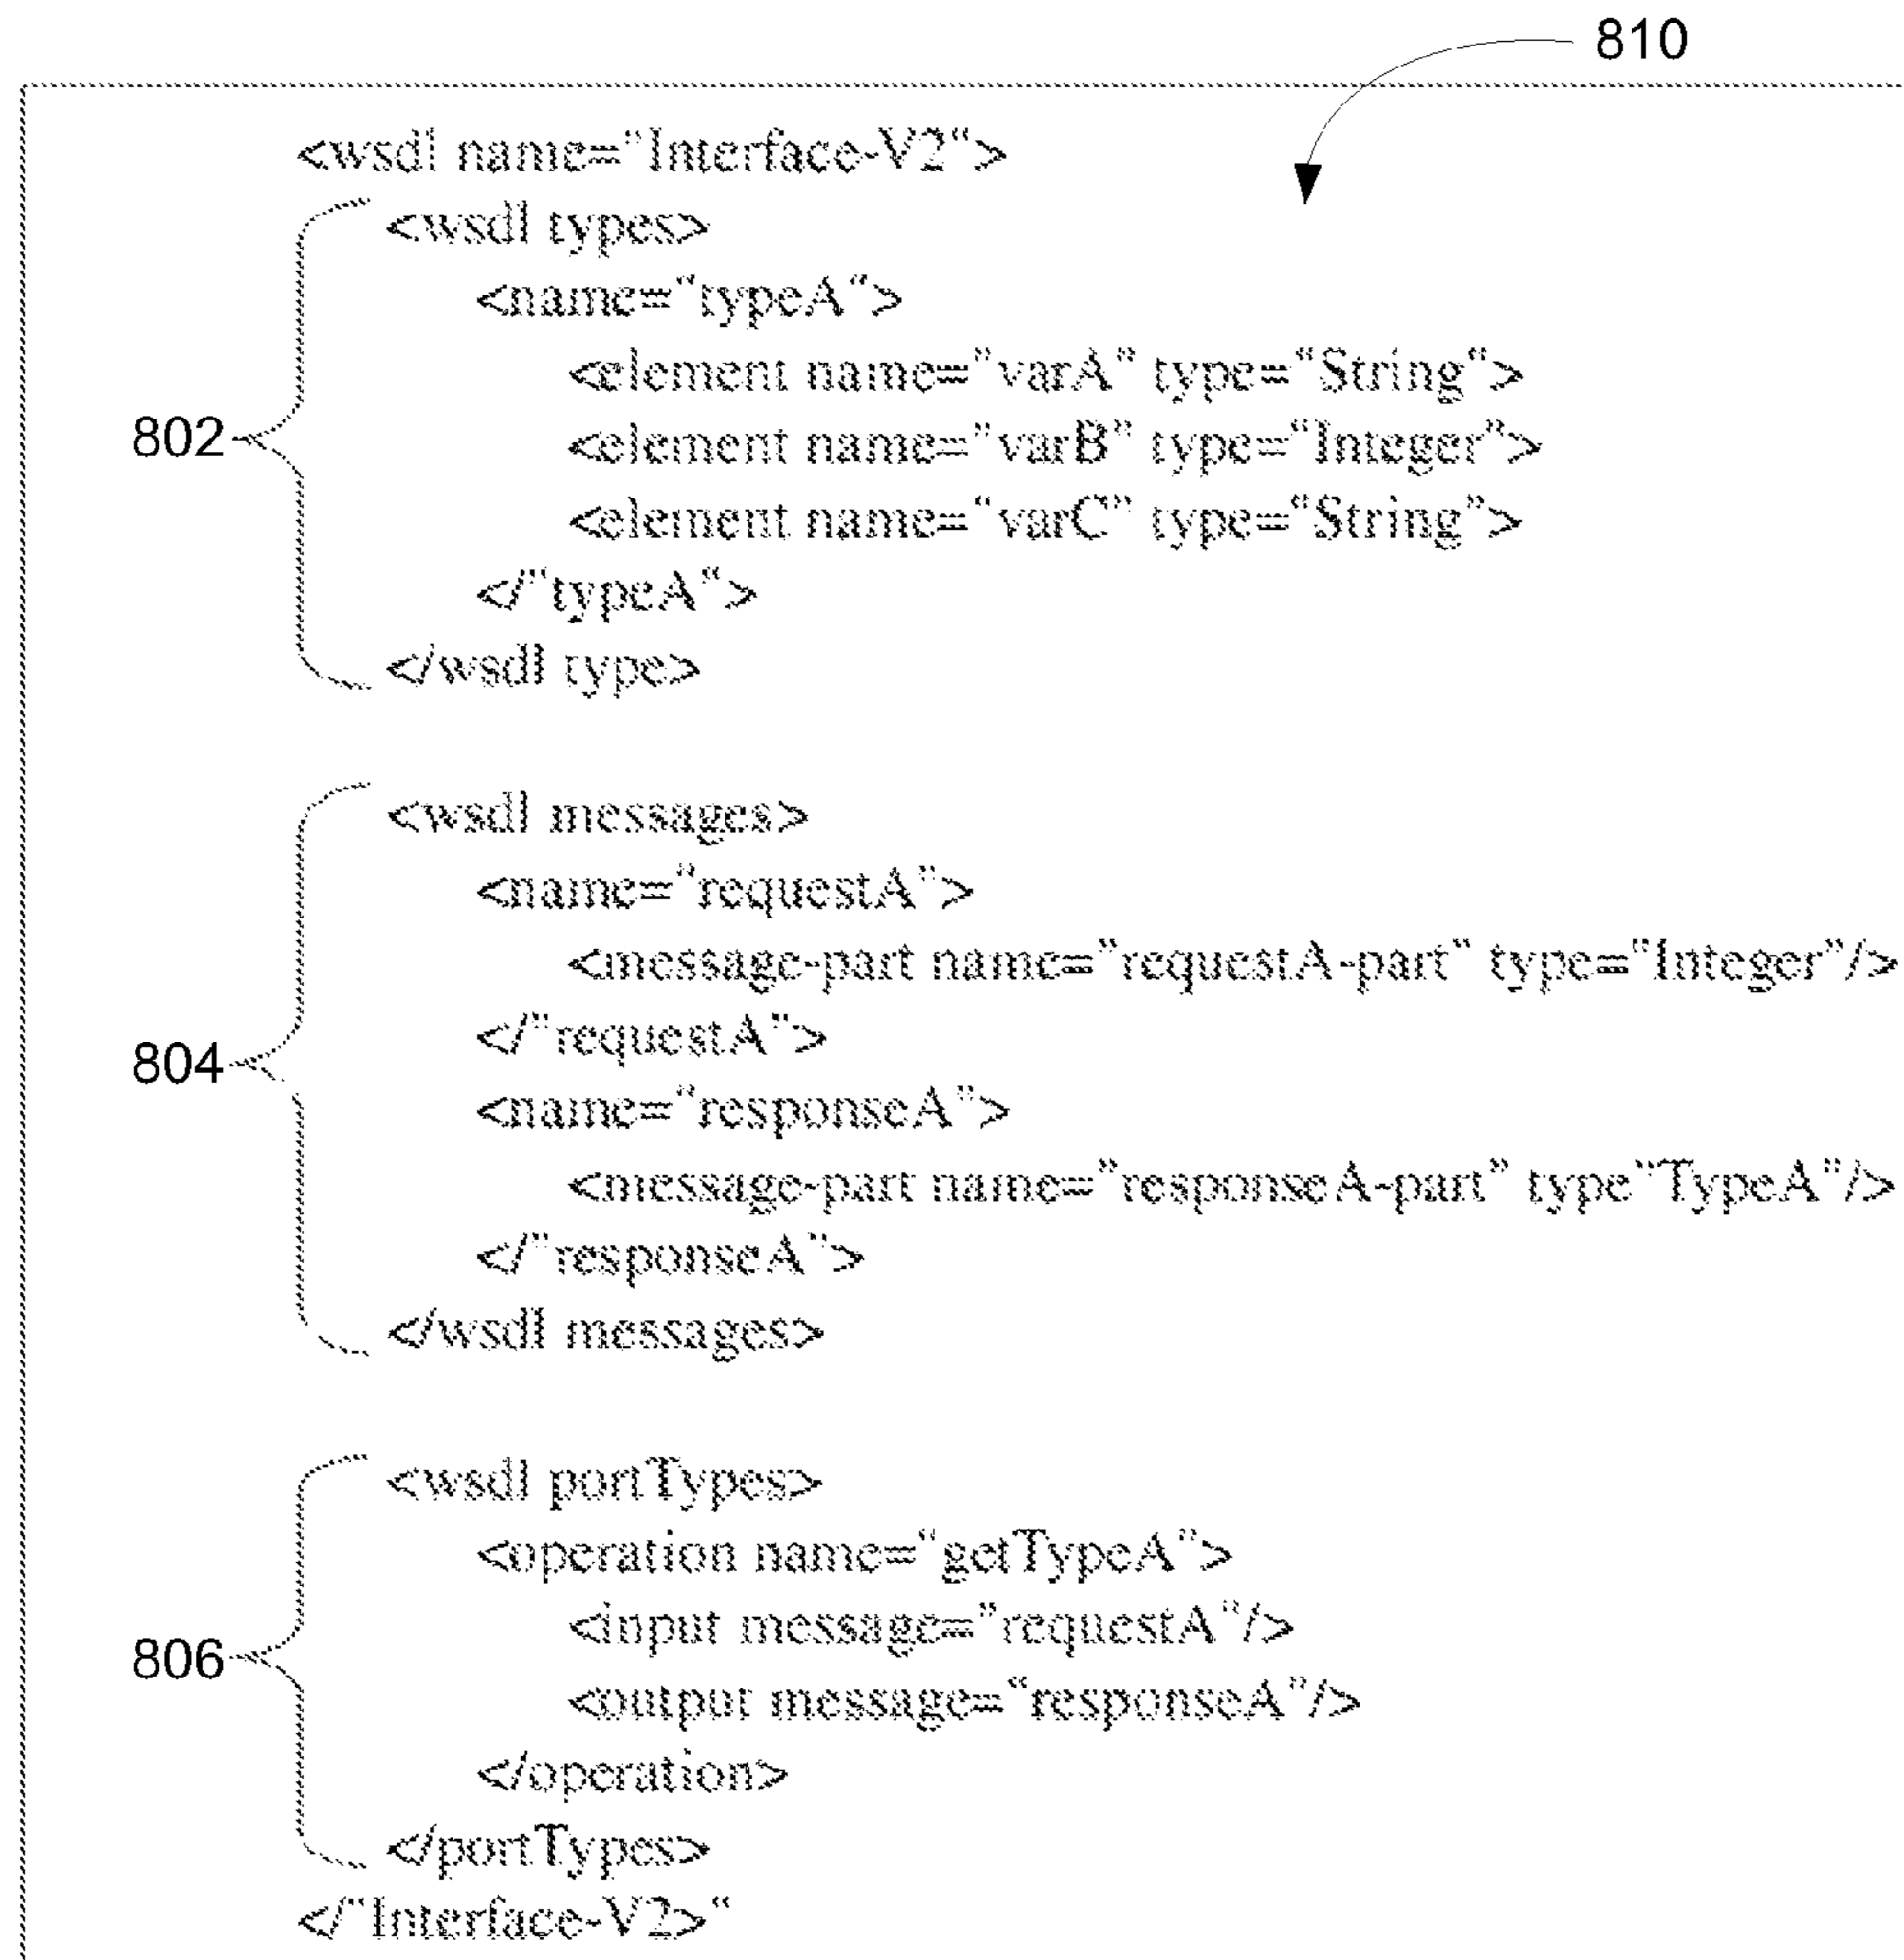 810
<wsdl name="Interface-V2“>
<wsdl types>
<name=“typeA“>
<element name=”varA” type=“String“>
802
<element name=”varB” type=“Integer“>
<element name=“varC” type=“String“>
</”typeA“>
</wsdl type>
<wsdl messages>
<name=”requestA”>
<message-part name=”requestA-part” type=”Integer”/>
804
</”requestA”>
<name=“responseA”>
<message-part name=”responseA-part” type“TypeA”/>
</”responseA”>
</wsdl messages>
<wsdl portTypes>
<operation name=“getTypeA“>
<input message=”requestA“/>
806
<output message=“responseA”/>
</operation>
</portTypes>
</“Interface-V2>“